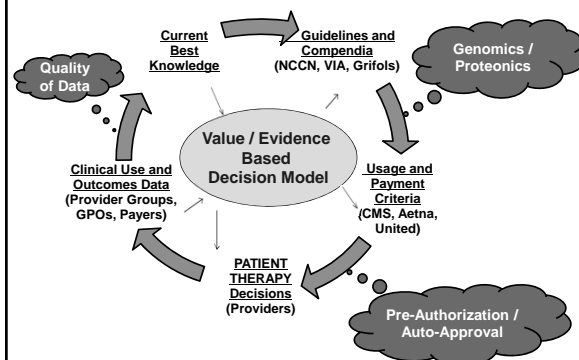 Current
Best
Knowledge
Guidelines and
Compendia
(NCCN, VIA, Grifols)
Genomics /
Proteonics
Quality
of Data
Value / Evidence
Based
Decision Model
Clinical Use and
Outcomes Data
(Provider Groups,
GPOs, Payers)
Usage and
Payment
Criteria
(CMS, Aetna,
United)
PATIENT
THERAPY
Decisions
(Providers)
Pre-Authorization /
Auto-Approval